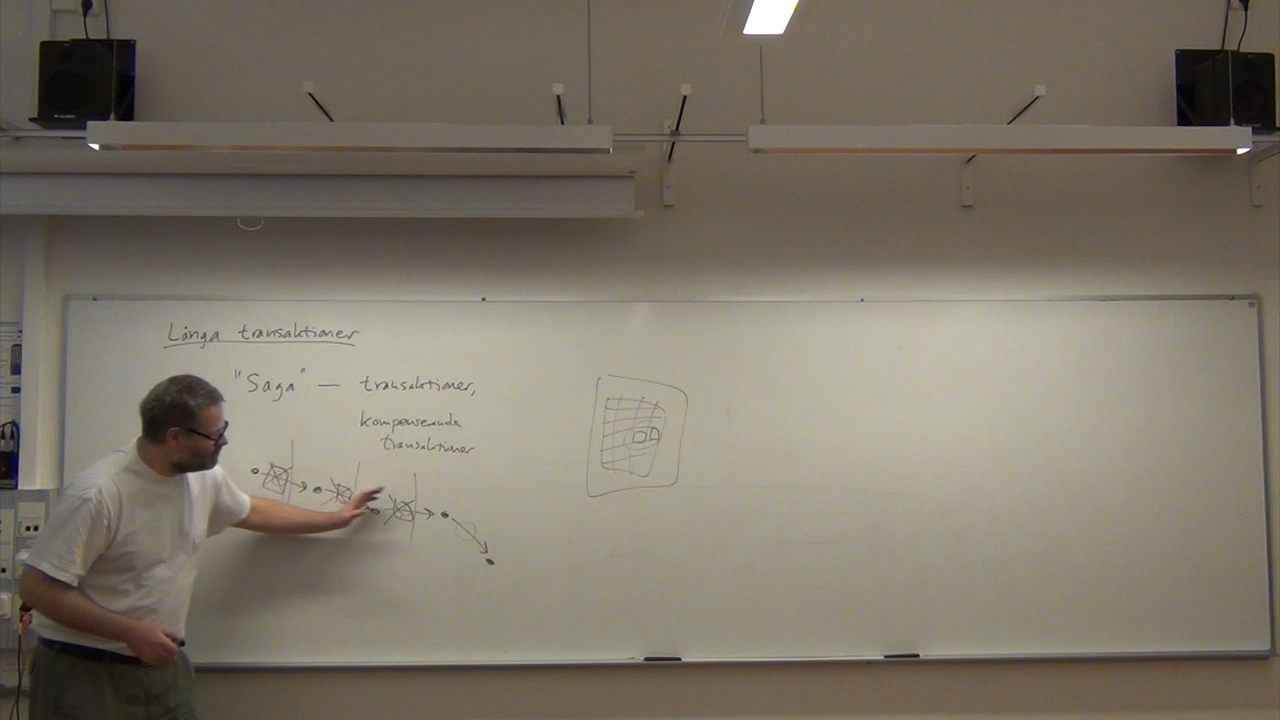 Långa transaktioner
"Saga" — transaktioner,
kompenserande
transaktioner